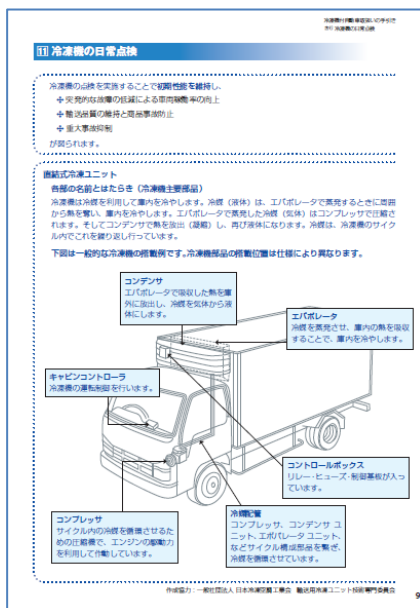 冷凍機付自動車取扱いの手引き
11 冷凍機の日常点検
冷凍機の点検を実施することで初期性能を維持し、
✣ 突発的な故障の低減による車両稼働率の向上
✣ 輸送品質の維持と商品事故防止
✣ 重大事故抑制
が図られます。
直結式冷凍ユニット
各部の名前とはたらき（冷凍機主要部品）
冷凍機は冷媒を利用して庫内を冷やします。冷媒（液体）は、エバポレータで蒸発するときに周囲
から熱を奪い、庫内を冷やします。エバポレータで蒸発した冷媒（気体）はコンプレッサで圧縮さ
れます。そしてコンデンサで熱を放出（凝縮）し、再び液体になります。冷媒は、冷凍機のサイク
ル内でこれを繰り返し行っています。
下図は一般的な冷凍機の搭載例です。冷凍機部品の搭載位置は仕様により異なります。
コンデンサ
エバポレータで吸収した熱を庫
外に放出し、冷媒を気体から液
体にします。
エバポレータ
冷媒を蒸発させ、庫内の熱を吸収
することで、庫内を冷やします。
キャビンコントローラ
冷凍機の運転制御を行います。
コントロールボックス
リレー・ヒューズ・制御基板が入っ
ています。
コンプレッサ
サイクル内の冷媒を循環させるた
めの圧縮機で、エンジンの駆動力
を利用して作動しています。
冷媒配管
コンプレッサ、コンデンサ ユ
ニット、エバポレータ ユニット、
などサイクル構成部品を繋ぎ、
冷媒を循環させています。
作成協力：一般社団法人 日本冷凍空調工業会　輸送用冷凍ユニット技術専門委員会
9